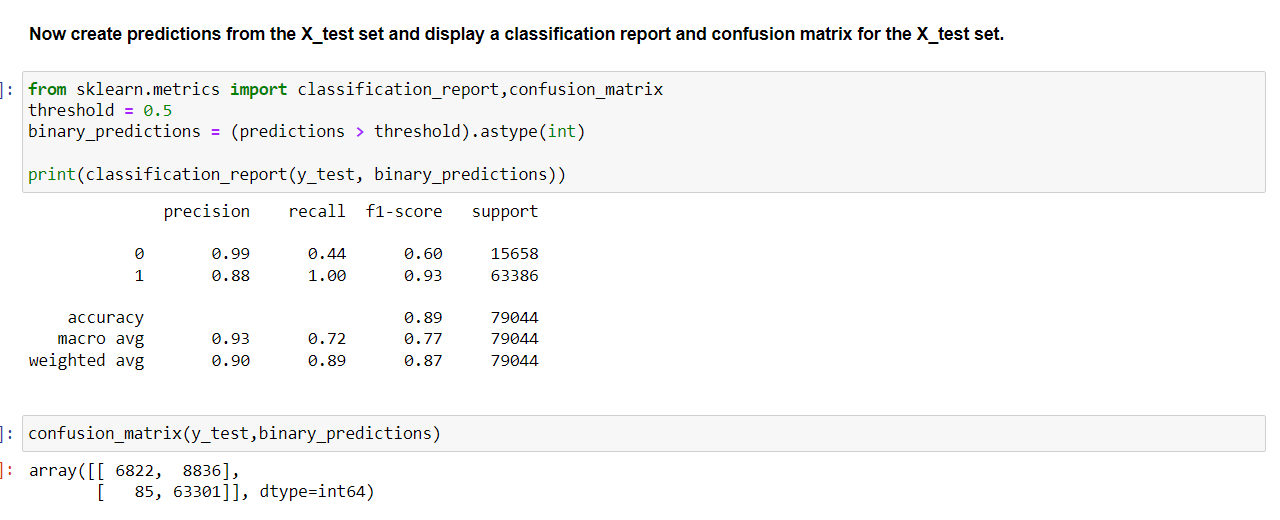 Now create predictions from the X_test set and display a classification report and confusion matrix for the X_test set.
]: from sklearn.metrics import classification_report,confusion_matrix
threshold = 0.5
binary_predictions = (predictions > threshold).astype(int)
print(classification_report(y_test, binary_predictions))
precision recall f1-score support
0 0.99 0.44 0.60 15658
1 0.88 1.00 0.93 63386
accuracy 0.89 79044
macro avg 0.93 0.72 0.77 79044
weighted avg 0.90 0.89 0.87 79044
]: confusion_matrix(y_test,binary_predictions)
]: array([[ 6822, 8836],
[ 85, 63301]], dtype=int64)